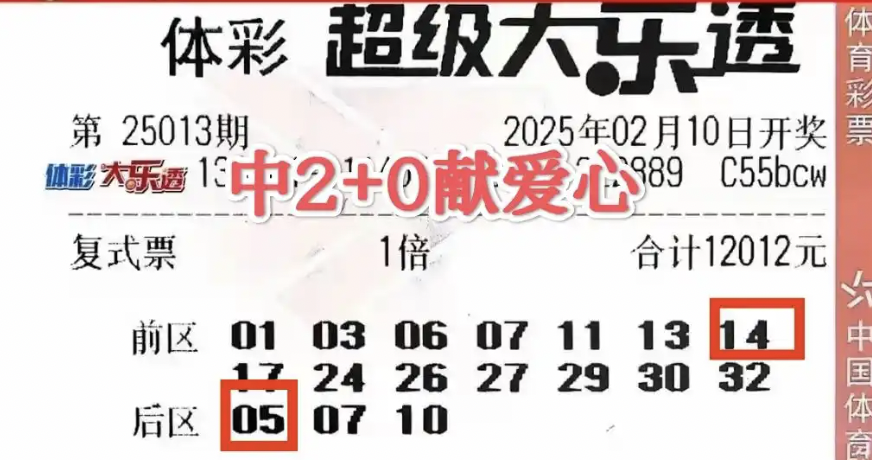 体彩 超级大乐透
第 25013期 2025年02月10日开奖
体彩 大乐透 13 889 C55bcw
中2+0献爱心
复式票 1倍 合计12012元
前区 01 03 06 07 11 13 14
17 24 26 27 29 30 32
后区 05 07 10
体育彩票
中国体育